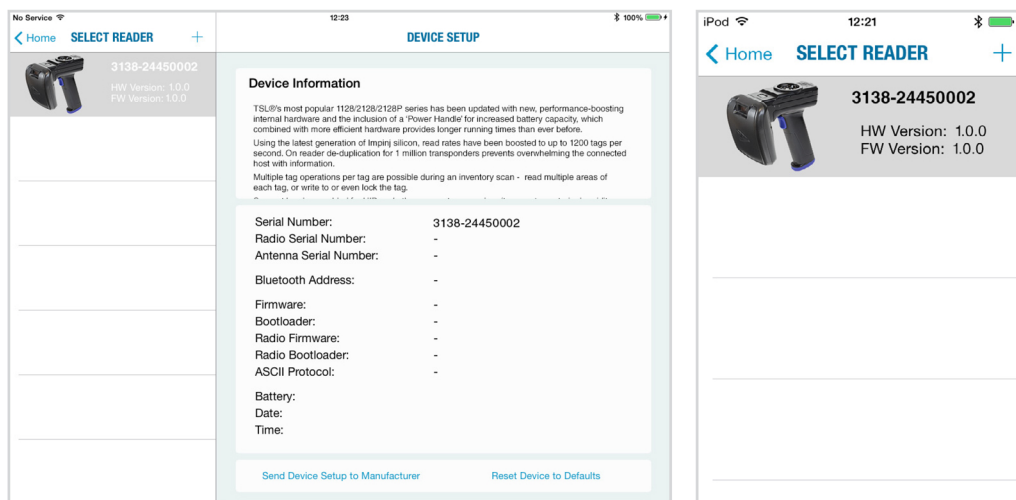 No Service 12:23 100%
Home SELECT READER + DEVICE SETUP
3138-24450002
HW Version: 1.0.0
FW Version: 1.0.0
Device Information
TSL®'s most popular 1128/2128/2128P series has been updated with new, performance-boosting
internal hardware and the inclusion of a 'Power Handle' for increased battery capacity, which
combined with more efficient hardware provides longer running times than ever before.
Using the latest generation of Impinj silicon, read rates have been boosted to up to 1200 tags per
second. On reader de-duplication for 1 million transponders prevents overwhelming the connected
host with information.
Multiple tag operations per tag are possible during an inventory scan - read multiple areas of
each tag, or write to or even lock the tag.
Serial Number: 3138-24450002
Radio Serial Number: -
Antenna Serial Number: -
Bluetooth Address: -
Firmware: -
Bootloader: -
Radio Firmware: -
Radio Bootloader: -
ASCII Protocol: -
Battery:
Date:
Time:
Send Device Setup to Manufacturer Reset Device to Defaults
iPod 12:21
Home SELECT READER +
3138-24450002
HW Version: 1.0.0
FW Version: 1.0.0